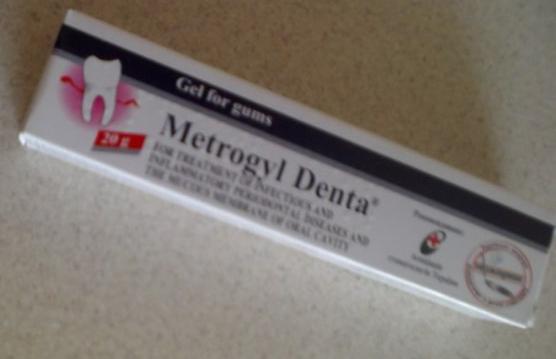 Gel for gums
20 g
Metrogyl Denta®
FOR TREATMENT OF INFECTIOUS AND
INFLAMMATORY PERIODONTAL DISEASES AND
THE MUCOUS MEMBRANE OF ORAL CAVITY